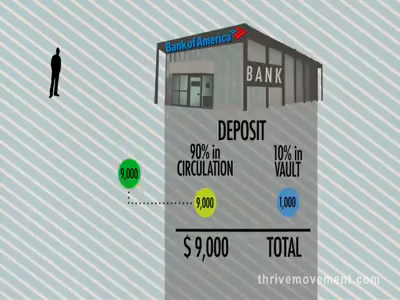 Bank of America
BANK
DEPOSIT
90% in
CIRCULATION
10% in
VAULT
9,000
9,000
1,000
$ 9,000
TOTAL
thrivemovement.com